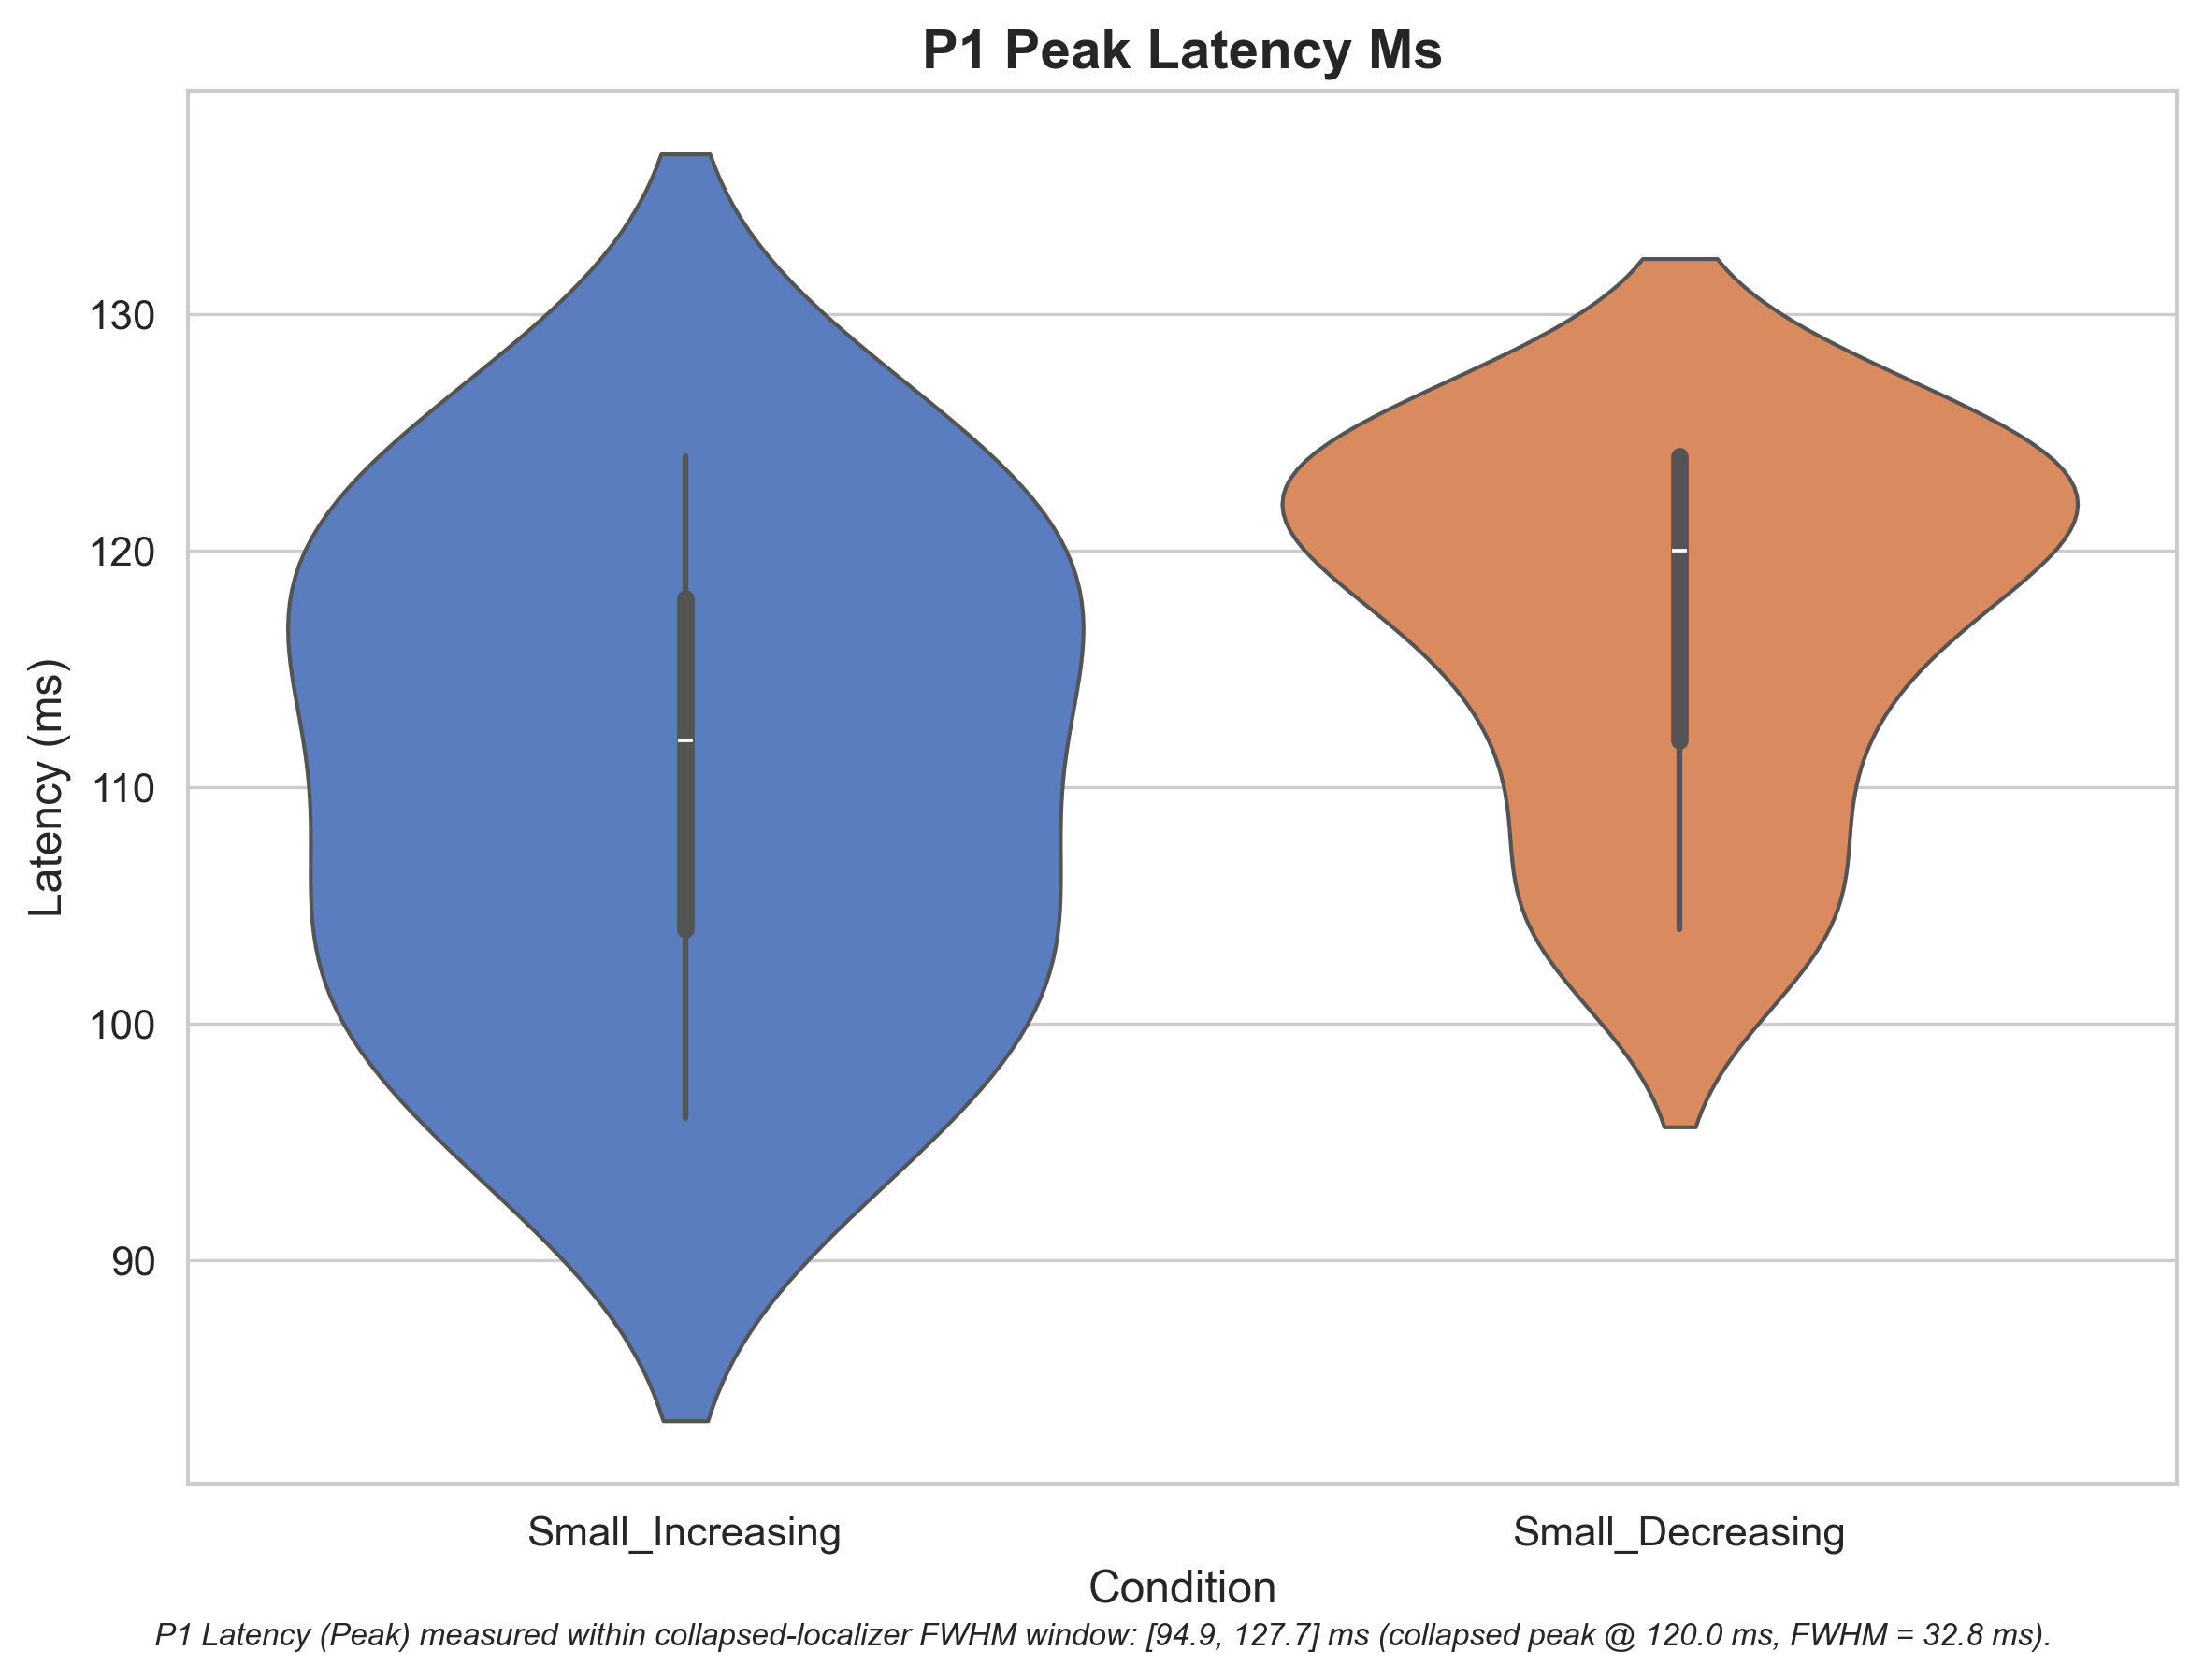 P1 Peak Latency Ms
Latency (ms)
130
120
110
100
90
Small_Increasing
Small_Decreasing
Condition
P1 Latency (Peak) measured within collapsed-localizer FWHM window: [94.9, 127.7] ms (collapsed peak @ 120.0 ms, FWHM = 32.8 ms).